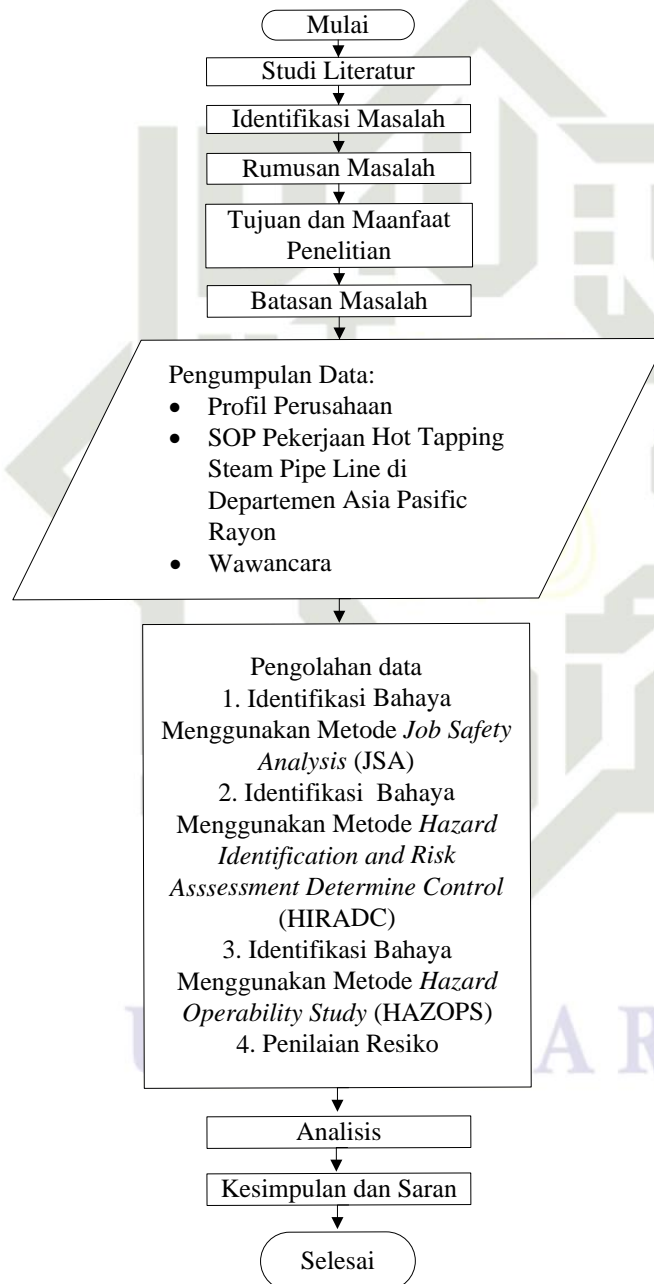 Mulai
Studi Literatur
Identifikasi Masalah
Rumusan Masalah
Tujuan dan Maanfaat
Penelitian
Batasan Masalah
Pengumpulan Data:
• Profil Perusahaan
• SOP Pekerjaan Hot Tapping
Steam Pipe Line di
Departemen Asia Pasific
Rayon
• Wawancara
Pengolahan data
1. Identifikasi Bahaya
Menggunakan Metode Job Safety
Analysis (JSA)
2. Identifikasi Bahaya
Menggunakan Metode Hazard
Identification and Risk
Asssessment Determine Control
(HIRADC)
3. Identifikasi Bahaya
Menggunakan Metode Hazard
Operability Study (HAZOPS)
4. Penilaian Resiko
Analisis
Kesimpulan dan Saran
Selesai